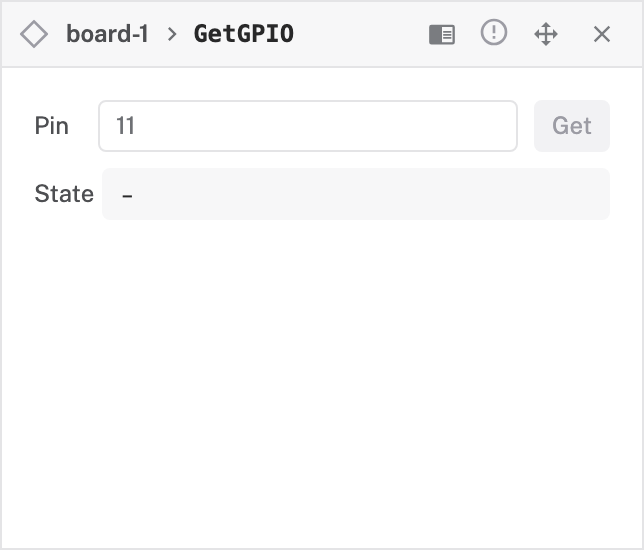 board-1 > GetGPIO
Pin 11 Get
State –